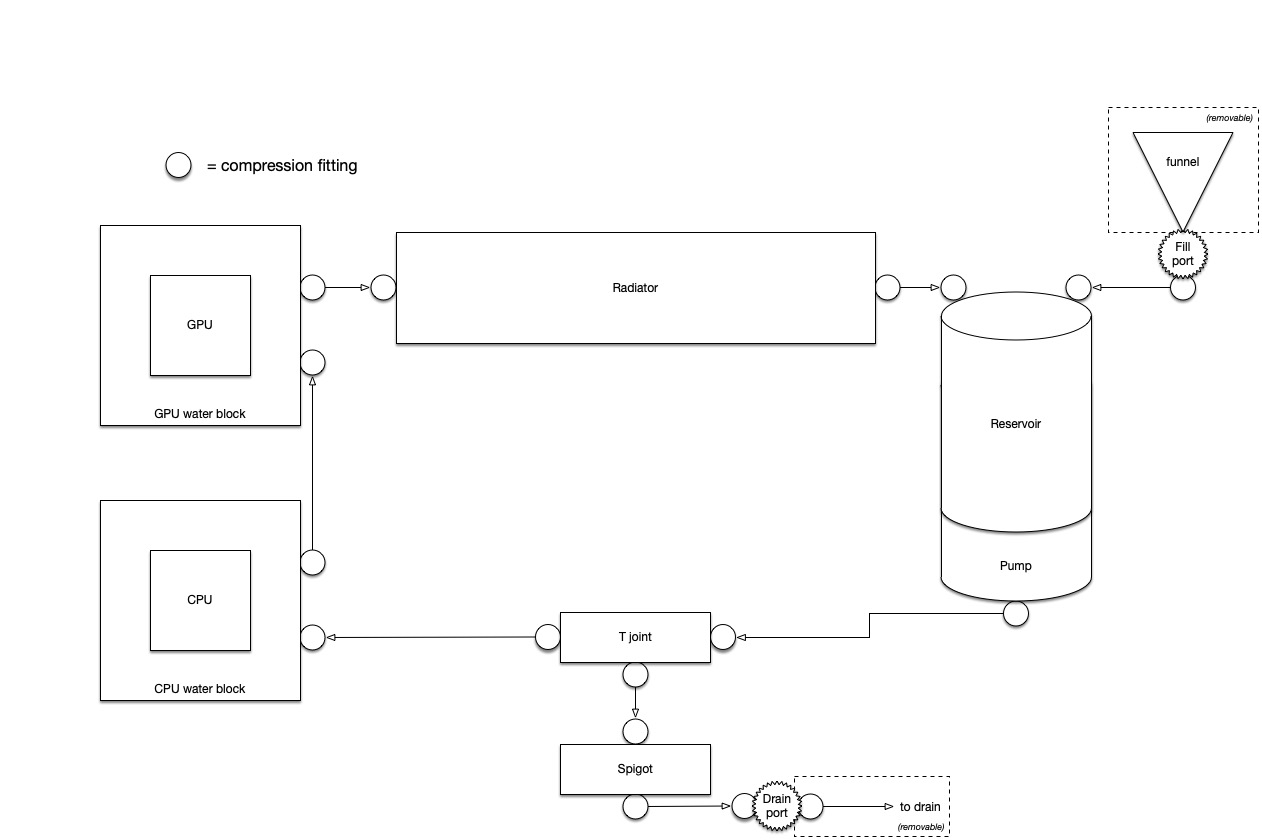 (removable)
funnel
= compression fitting
Fill
port
Radiator
GPU
GPU water block
Reservoir
Pump
CPU
T joint
CPU water block
Spigot
Drain
port
to drain
(removable)